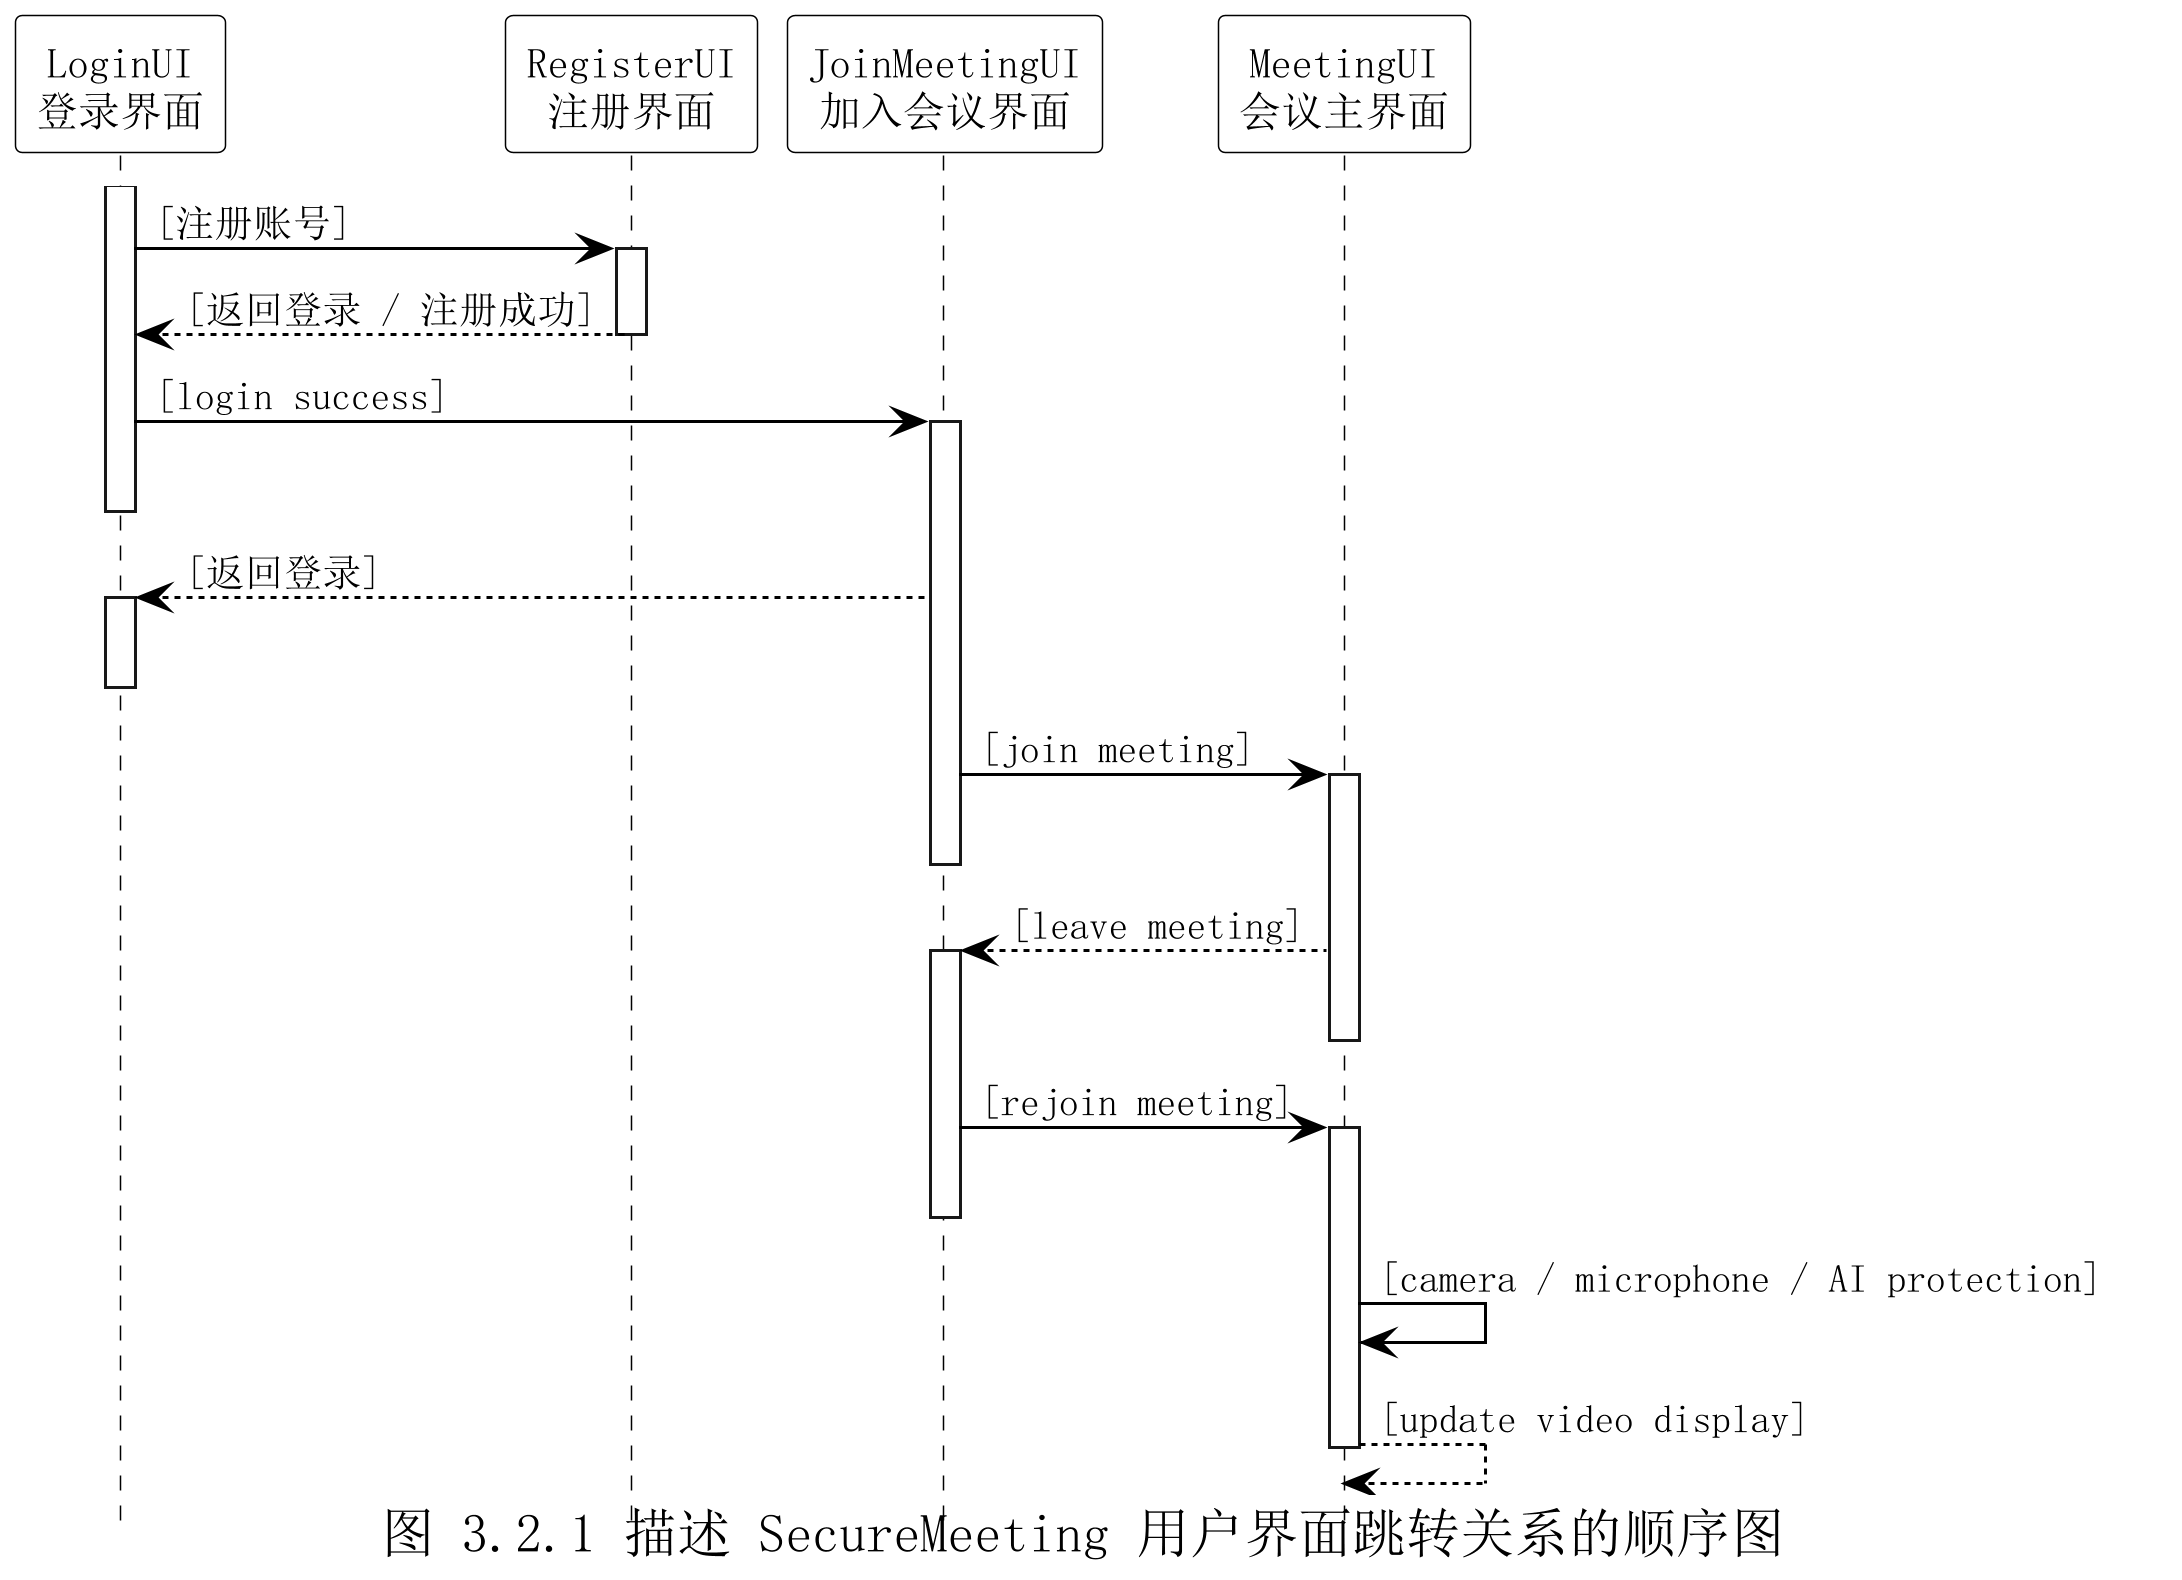 LoginUI
登录界面
RegisterUI
注册界面
JoinMeetingUI
加入会议界面
MeetingUI
会议主界面
[注册账号]
[返回登录 / 注册成功]
[login success]
[返回登录]
[join meeting]
[leave meeting]
[rejoin meeting]
[camera / microphone / AI protection]
[update video display]
图 3.2.1 描述 SecureMeeting 用户界面跳转关系的顺序图